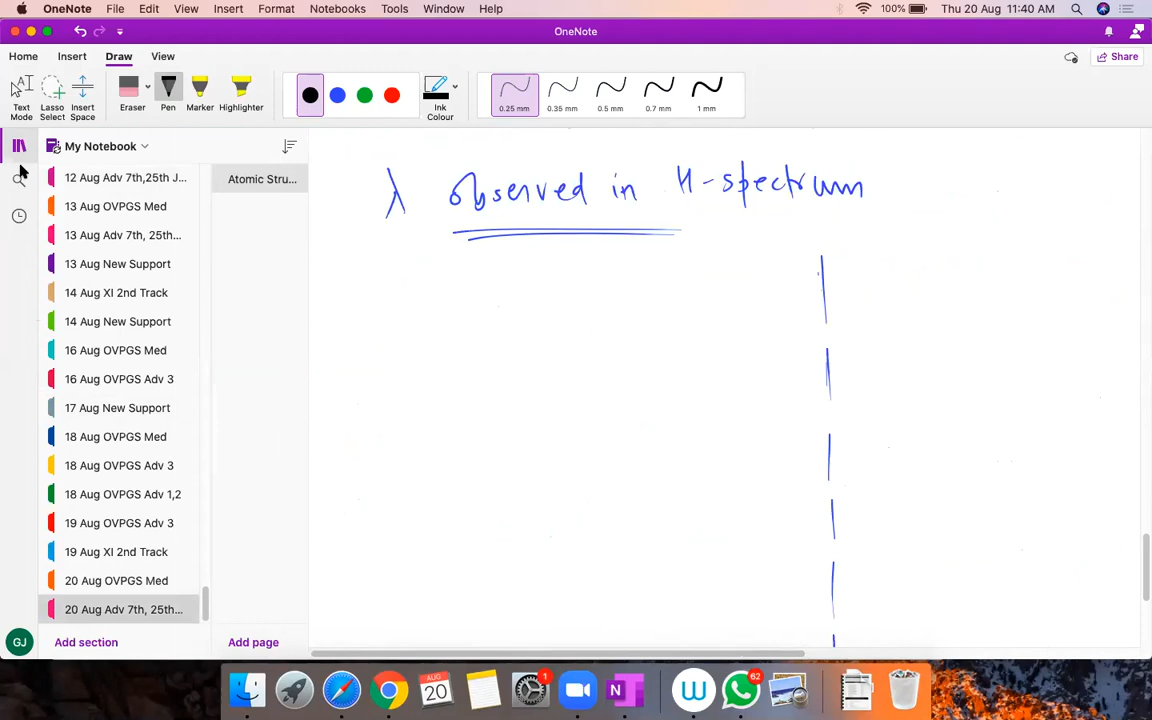 OneNote File Edit View Insert Format Notebooks Tools Window Help 100% Thu 20 Aug 11:40 AM
OneNote
Home Insert Draw View Share
Text Mode
Lasso Select
Insert Space
Eraser
Pen
Marker
Highlighter
Ink Colour
0.25 mm 0.35 mm 0.5 mm 0.7 mm 1 mm
My Notebook
12 Aug Adv 7th,25th J...
13 Aug OVPGS Med
13 Aug Adv 7th, 25th...
13 Aug New Support
14 Aug XI 2nd Track
14 Aug New Support
16 Aug OVPGS Med
16 Aug OVPGS Adv 3
17 Aug New Support
18 Aug OVPGS Med
18 Aug OVPGS Adv 3
18 Aug OVPGS Adv 1,2
19 Aug OVPGS Adv 3
19 Aug XI 2nd Track
20 Aug OVPGS Med
20 Aug Adv 7th, 25th...
Add section
Atomic Stru...
Add page
λ observed in H-spectrum
GJ
AUG
20
1
62
W
N